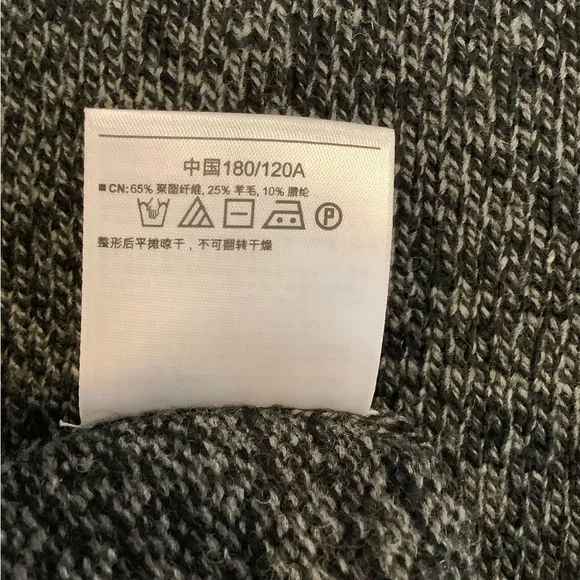 中国180/120A
■ CN: 65% 聚酯纤维, 25% 羊毛, 10% 腈纶
P
整形后平摊晾干，不可翻转干燥